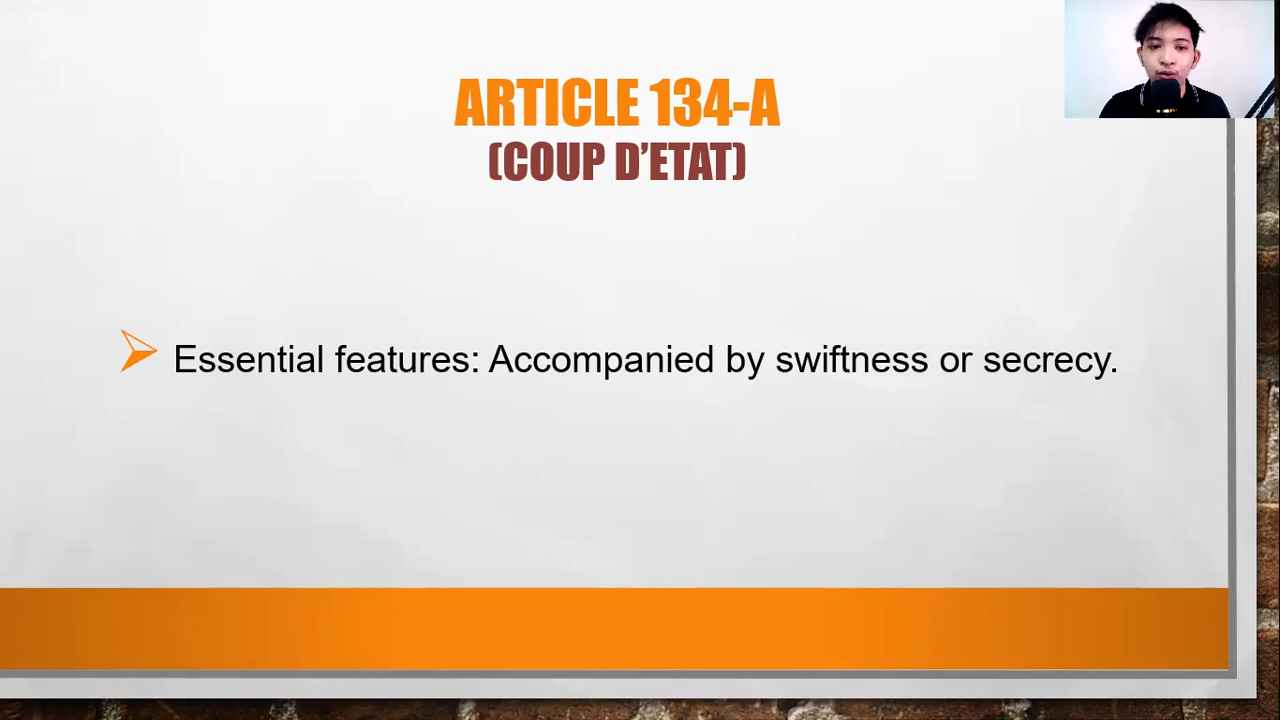 ARTICLE 134-A
(COUP D’ETAT)
Essential features: Accompanied by swiftness or secrecy.